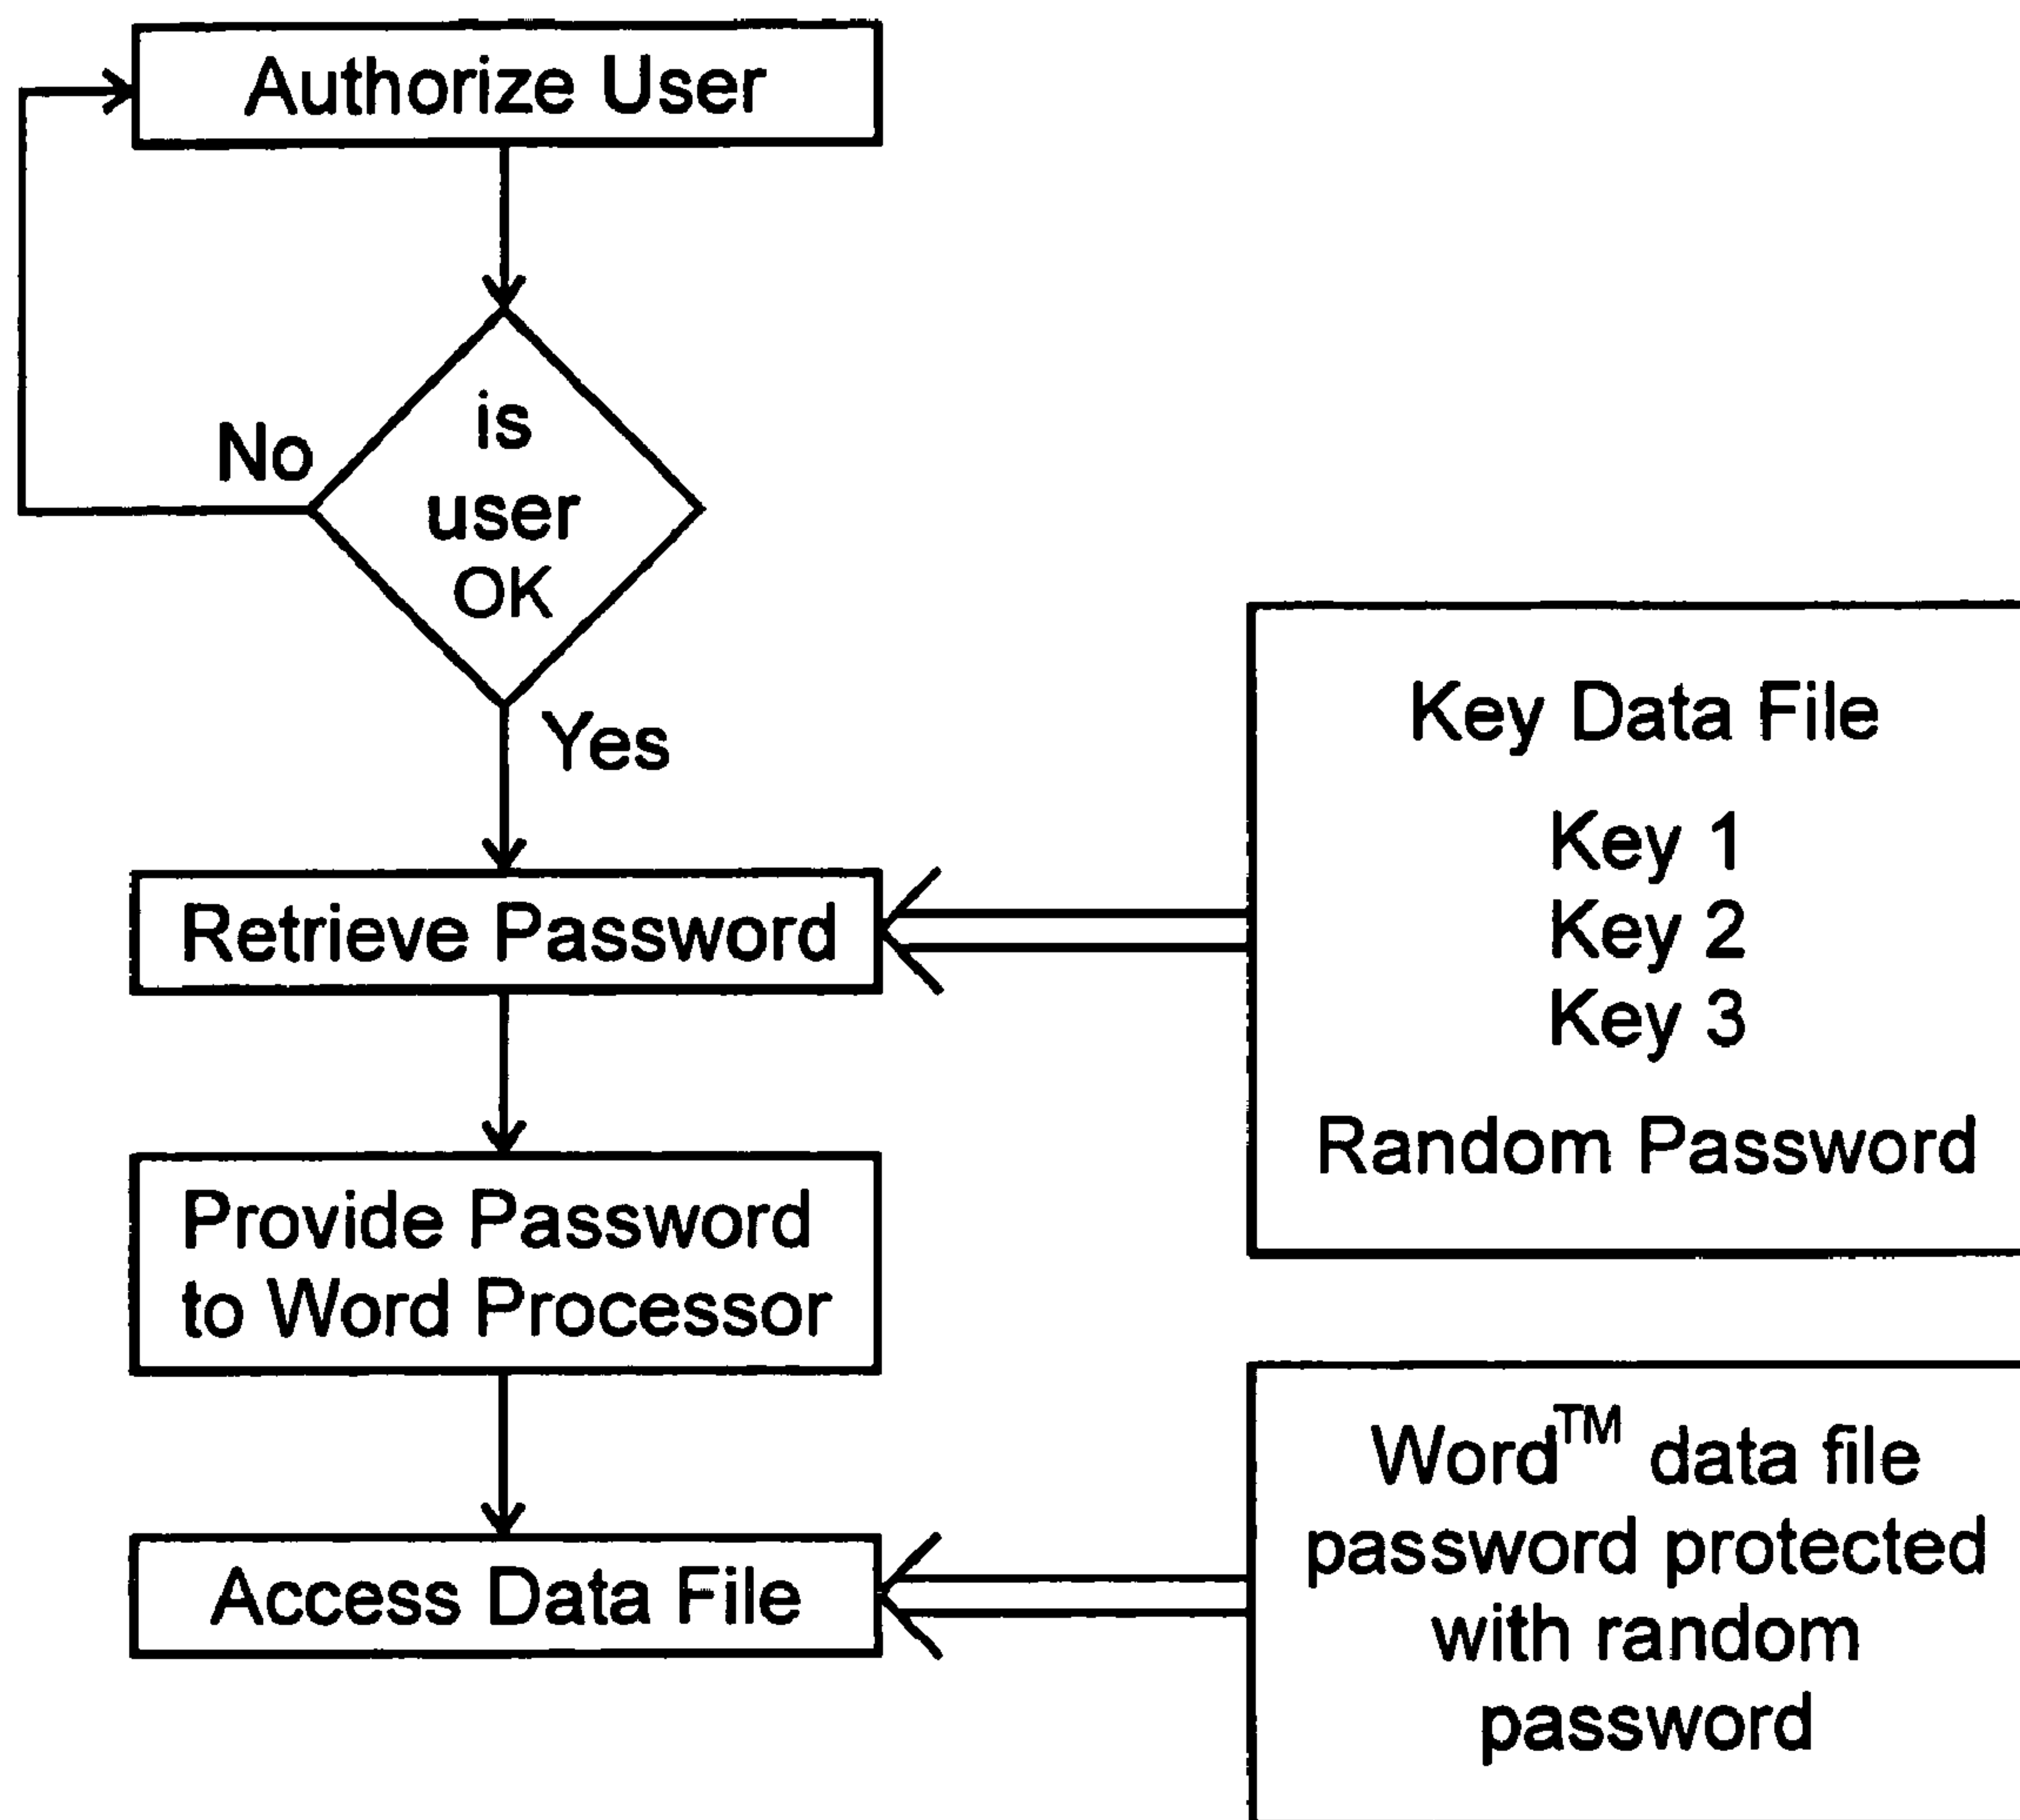 Authorize User
is
user
OK
No
Yes
Retrieve Password
Provide Password
to Word Processor
Access Data File
Key Data File
Key 1
Key 2
Key 3
Random Password
Word™ data file
password protected
with random
password